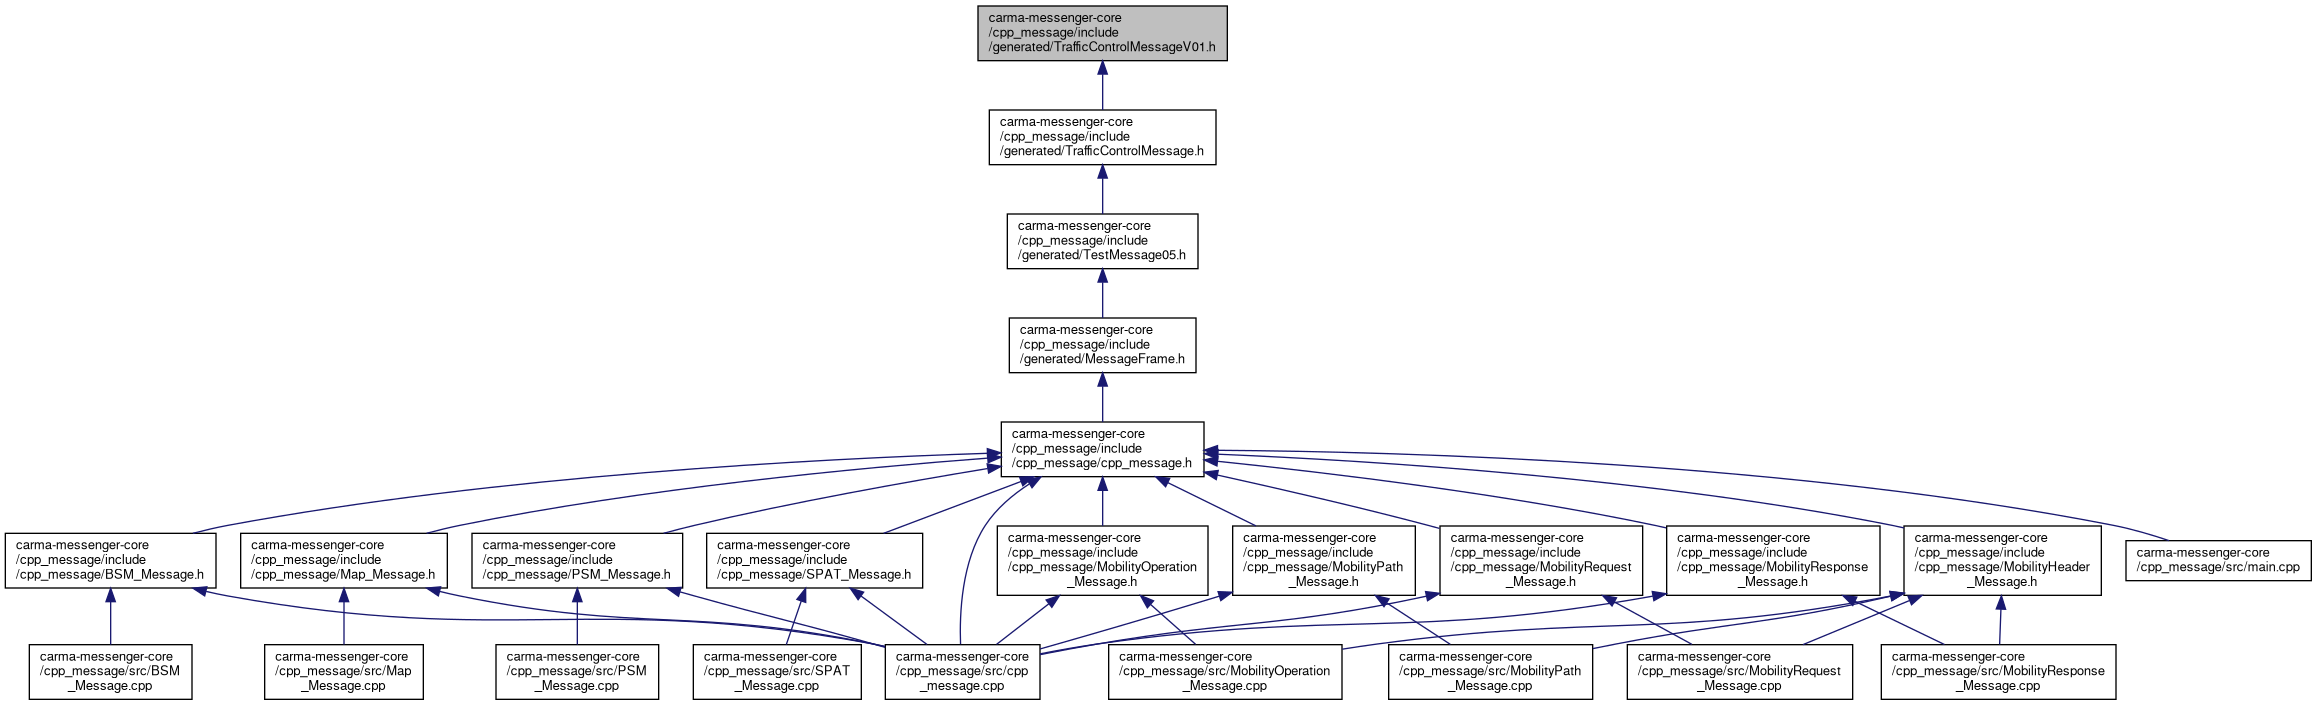 carma-messenger-core
/cpp_message/include
/generated/TrafficControlMessageV01.h
carma-messenger-core
/cpp_message/include
/generated/TrafficControlMessage.h
carma-messenger-core
/cpp_message/include
/generated/TestMessage05.h
carma-messenger-core
/cpp_message/include
/generated/MessageFrame.h
carma-messenger-core
/cpp_message/include
/cpp_message/cpp_message.h
carma-messenger-core
/cpp_message/include
/cpp_message/BSM_Message.h
carma-messenger-core
/cpp_message/include
/cpp_message/Map_Message.h
carma-messenger-core
/cpp_message/include
/cpp_message/PSM_Message.h
carma-messenger-core
/cpp_message/include
/cpp_message/SPAT_Message.h
carma-messenger-core
/cpp_message/include
/cpp_message/MobilityOperation
_Message.h
carma-messenger-core
/cpp_message/include
/cpp_message/MobilityPath
_Message.h
carma-messenger-core
/cpp_message/include
/cpp_message/MobilityRequest
_Message.h
carma-messenger-core
/cpp_message/include
/cpp_message/MobilityResponse
_Message.h
carma-messenger-core
/cpp_message/include
/cpp_message/MobilityHeader
_Message.h
carma-messenger-core
/cpp_message/src/main.cpp
carma-messenger-core
/cpp_message/src/BSM
_Message.cpp
carma-messenger-core
/cpp_message/src/Map
_Message.cpp
carma-messenger-core
/cpp_message/src/PSM
_Message.cpp
carma-messenger-core
/cpp_message/src/SPAT
_Message.cpp
carma-messenger-core
/cpp_message/src/cpp
_message.cpp
carma-messenger-core
/cpp_message/src/MobilityOperation
_Message.cpp
carma-messenger-core
/cpp_message/src/MobilityPath
_Message.cpp
carma-messenger-core
/cpp_message/src/MobilityRequest
_Message.cpp
carma-messenger-core
/cpp_message/src/MobilityResponse
_Message.cpp